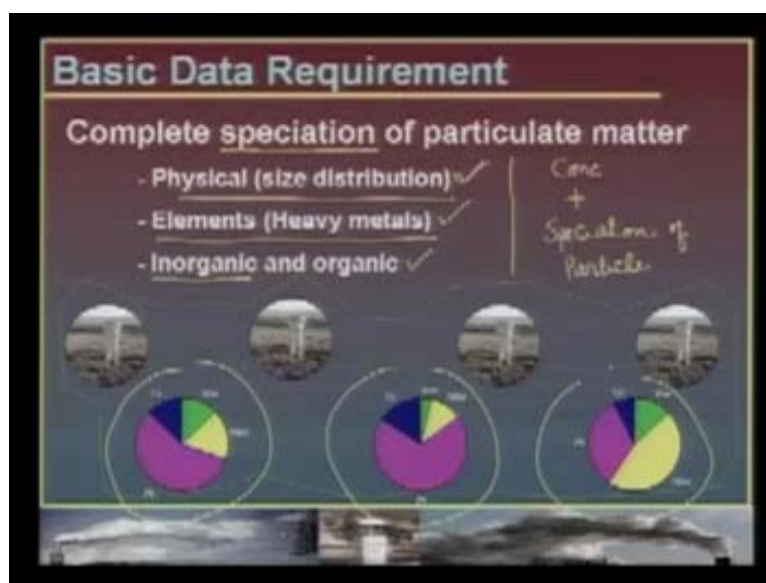 Basic Data Requirement
Complete speciation of particulate matter
- Physical (size distribution)
- Elements (Heavy metals)
- Inorganic and organic
Conc
+
Speciation of
Particle